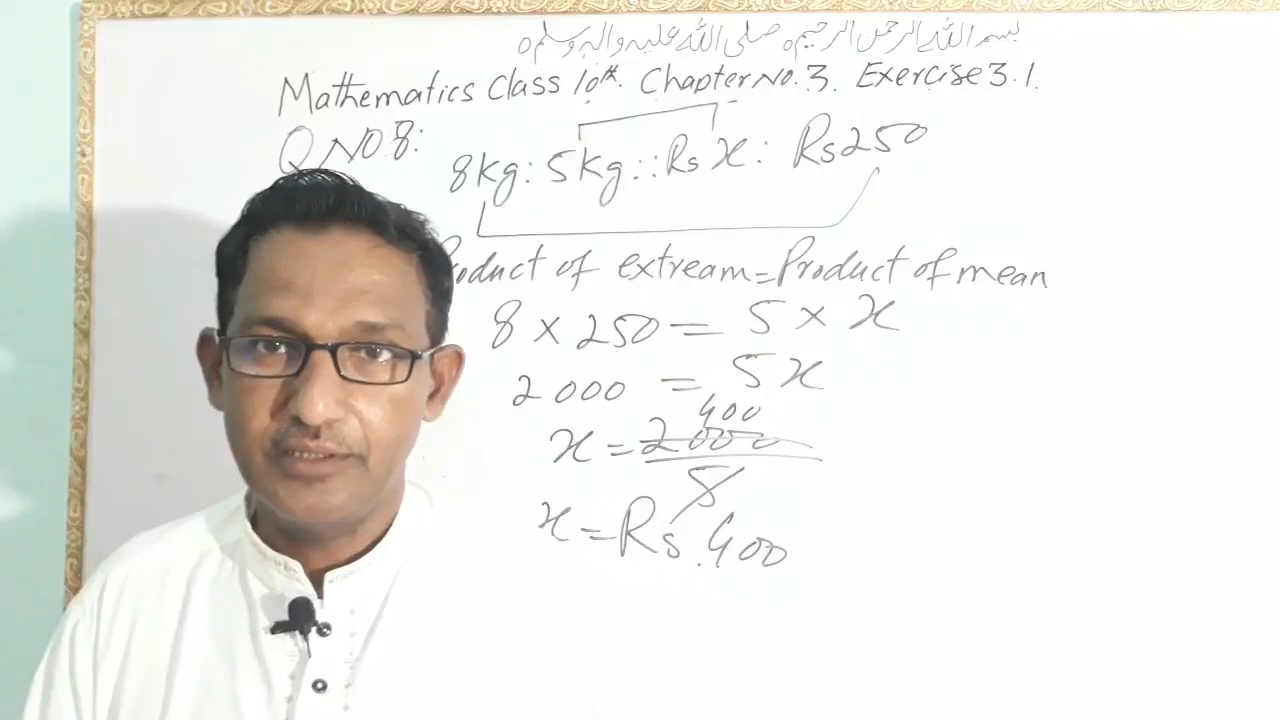 بسم اللہ الرحمن الرحیم صلی اللہ علیہ والہ وسلم
Mathematics Class 10th. Chapter No. 3. Exercise 3.1.
Q NO 8:
8kg : 5kg :: Rs x : Rs 250
Product of extream = Product of mean
8 × 250 = 5 × x
2000 = 5x
400
x = 2000
5
x = Rs. 400